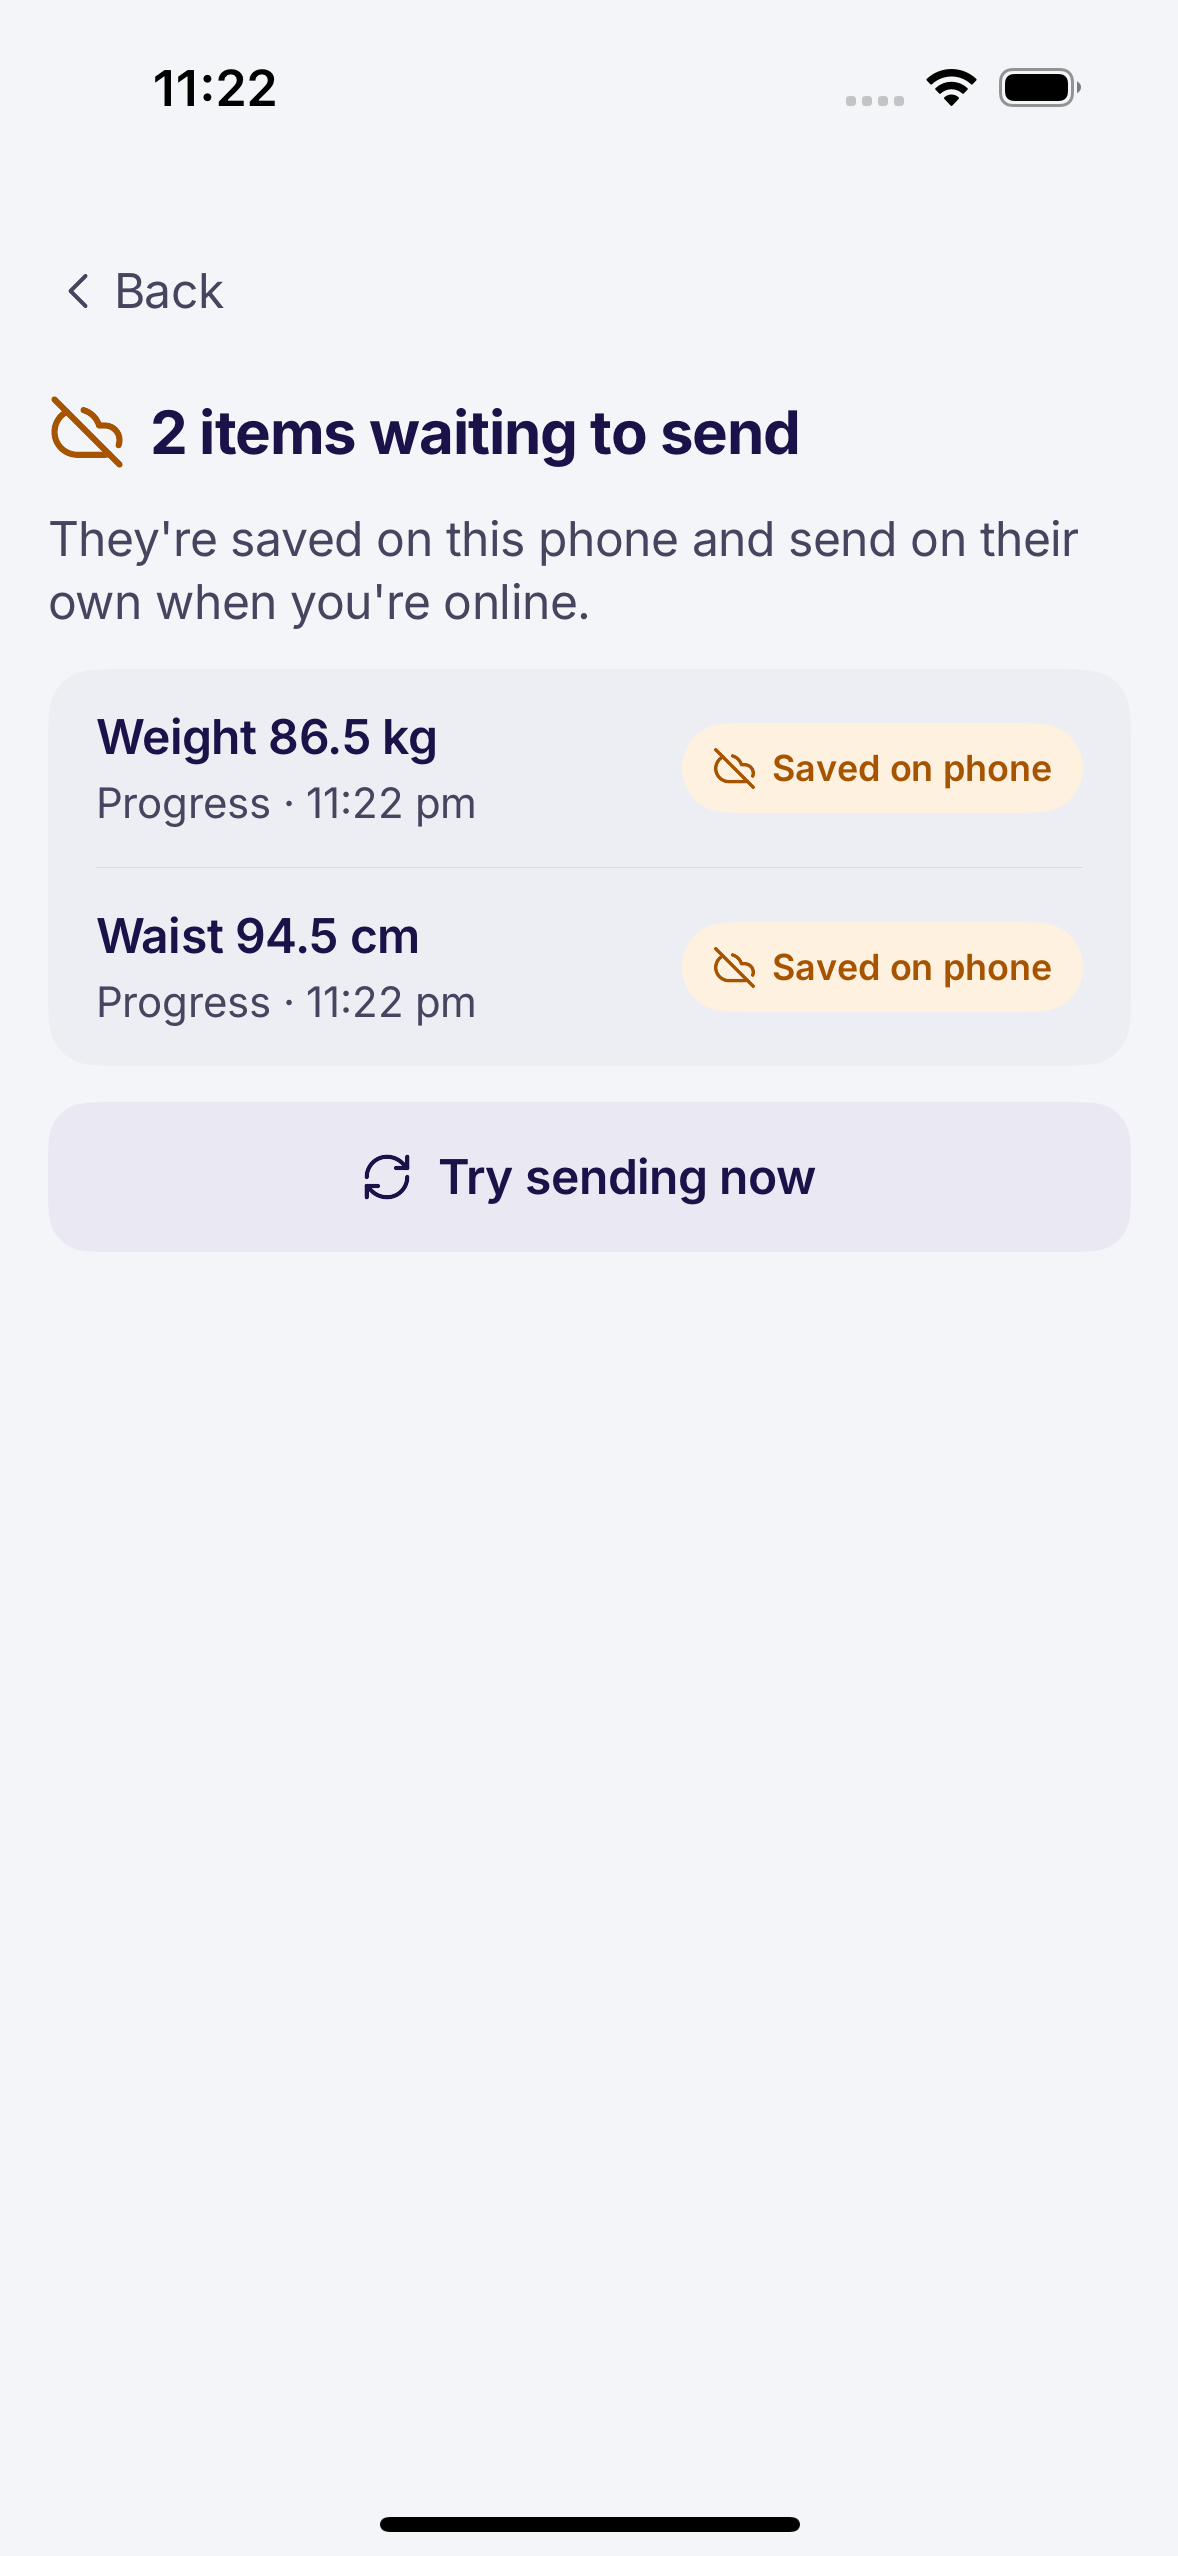 11:22
Back
2 items waiting to send
They're saved on this phone and send on their
own when you're online.
Weight 86.5 kg
Saved on phone
Progress · 11:22 pm
Waist 94.5 cm
Saved on phone
Progress · 11:22 pm
Try sending now